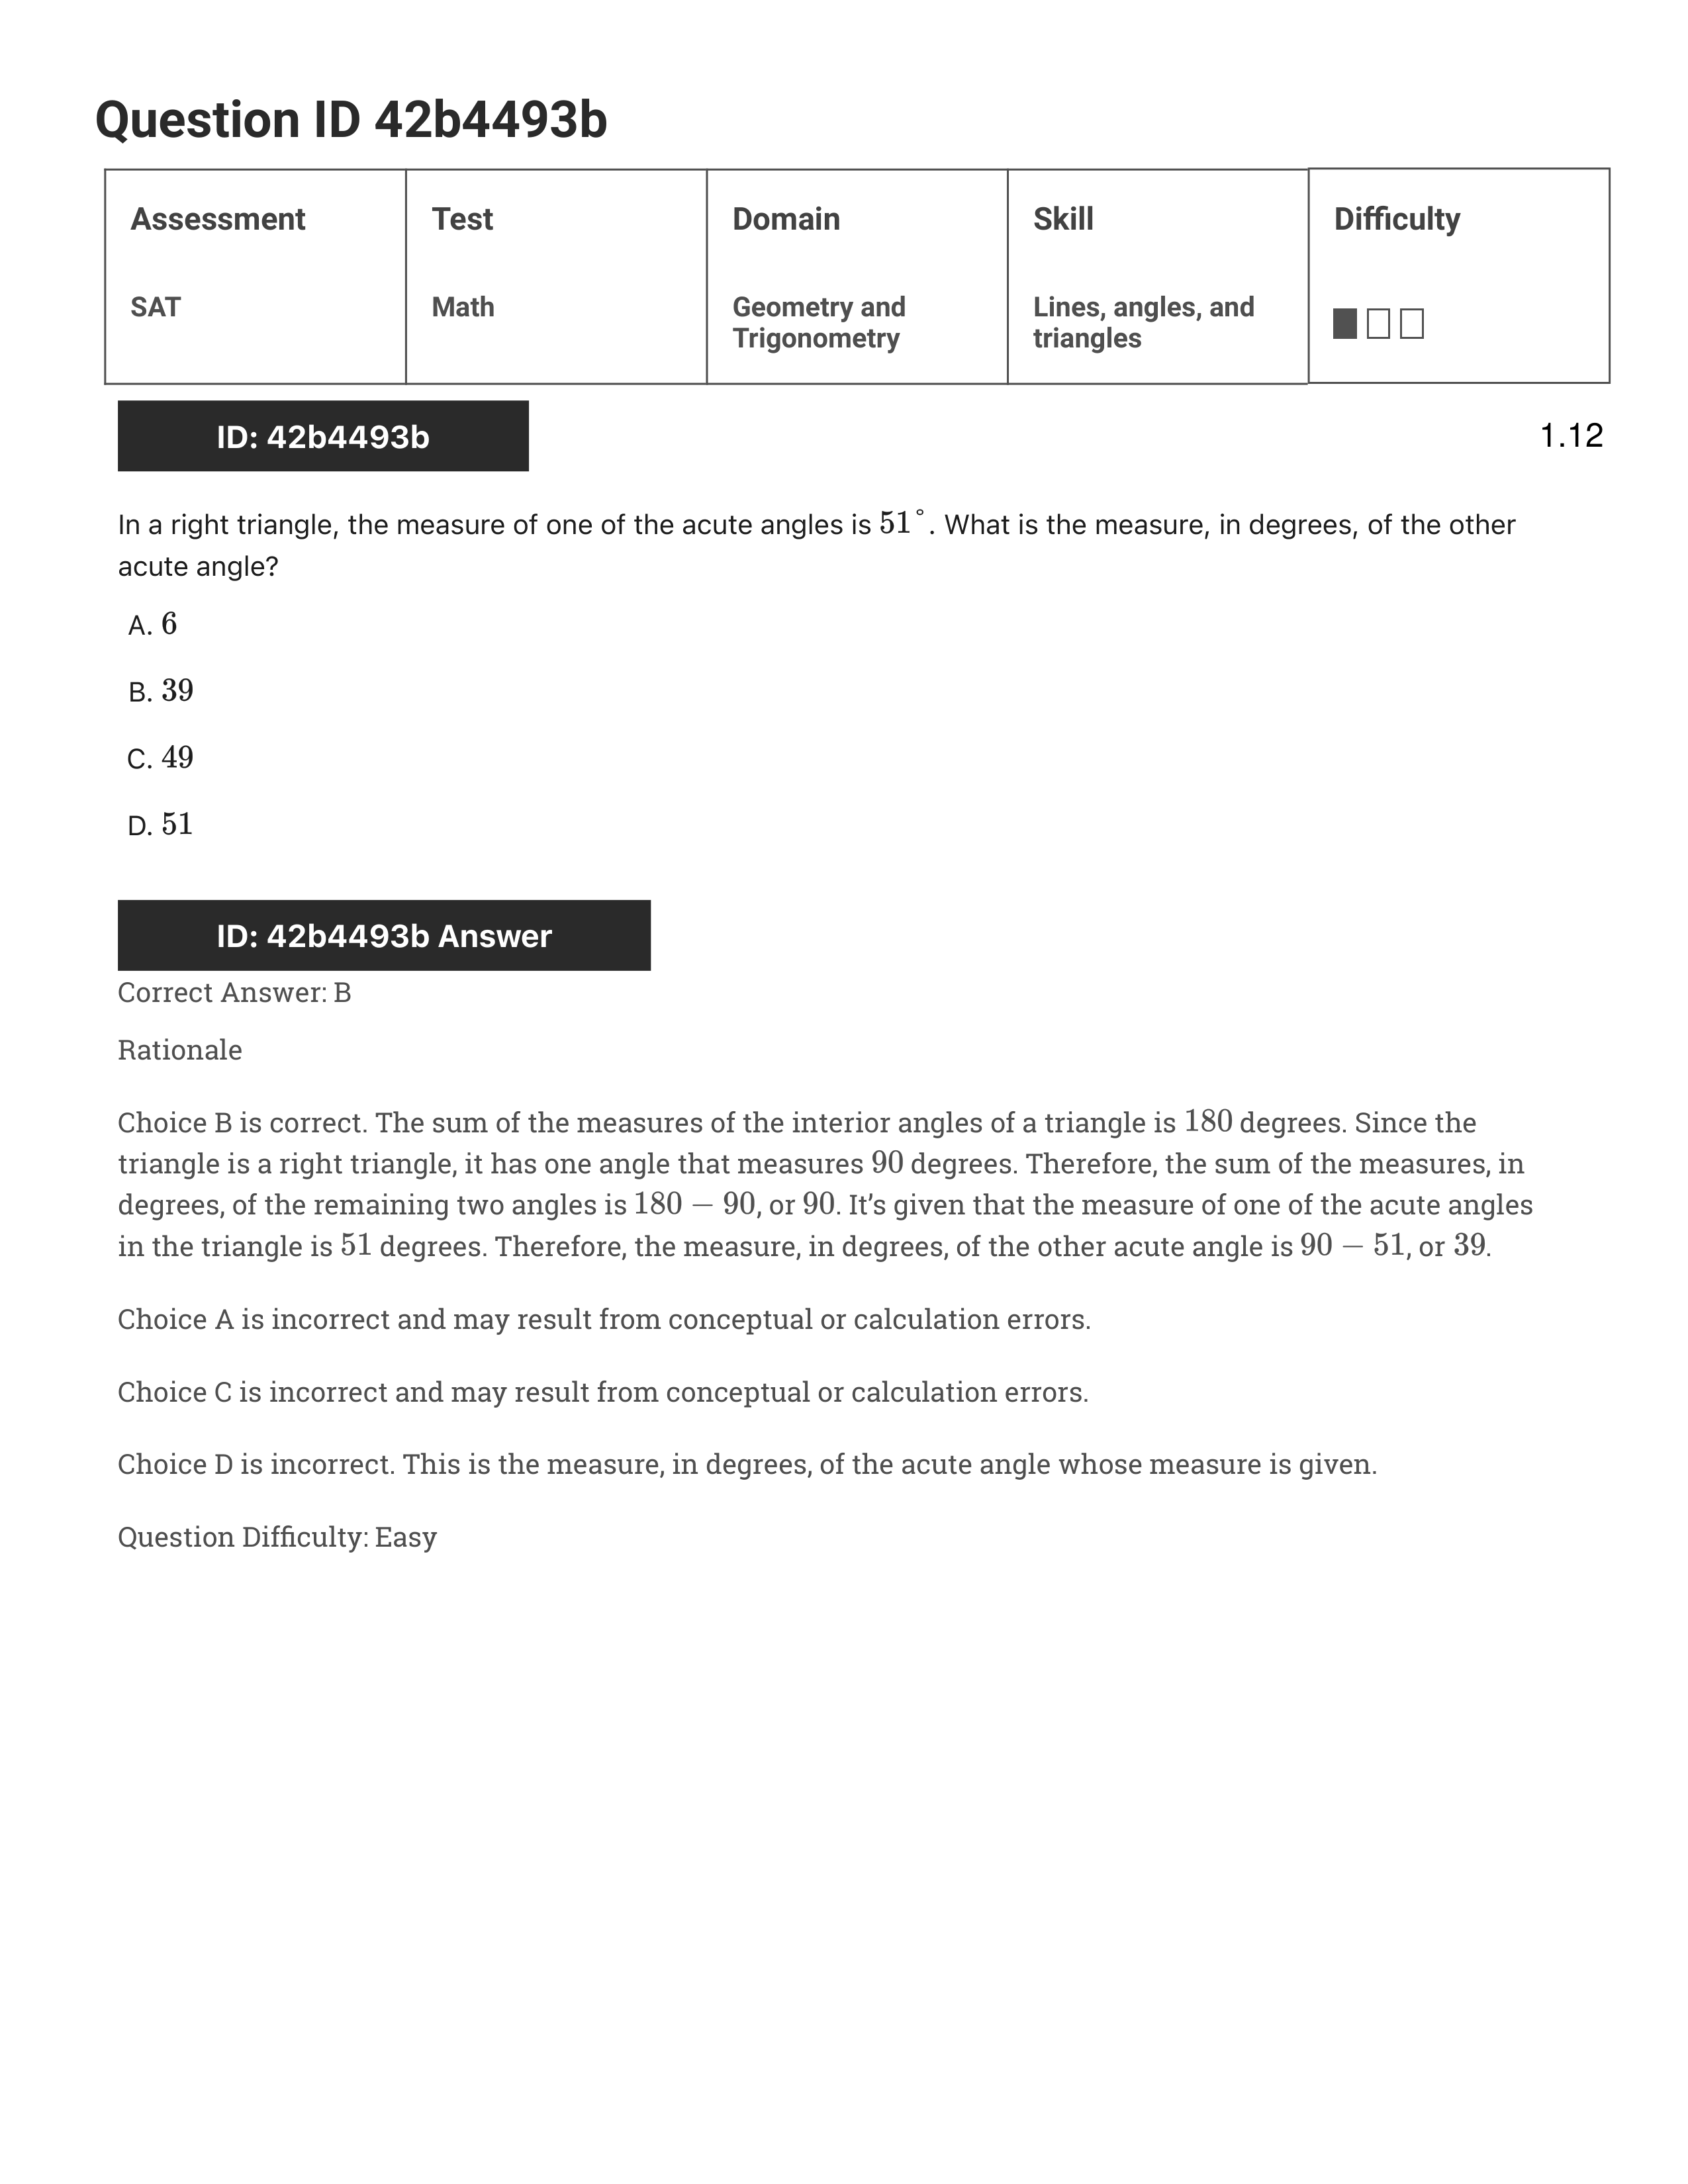 Question ID 42b4493b
Assessment
Test
Domain
Skill
Difficulty
SAT
Math
Geometry and
Trigonometry
Lines, angles, and
triangles
ID: 42b4493b
1.12
In a right triangle, the measure of one of the acute angles is 51°. What is the measure, in degrees, of the other
acute angle?
A. 6
B. 39
C. 49
D. 51
ID: 42b4493b Answer
Correct Answer: B
Rationale
Choice B is correct. The sum of the measures of the interior angles of a triangle is 180 degrees. Since the
triangle is a right triangle, it has one angle that measures 90 degrees. Therefore, the sum of the measures, in
degrees, of the remaining two angles is 180 − 90, or 90. It’s given that the measure of one of the acute angles
in the triangle is 51 degrees. Therefore, the measure, in degrees, of the other acute angle is 90 − 51, or 39.
Choice A is incorrect and may result from conceptual or calculation errors.
Choice C is incorrect and may result from conceptual or calculation errors.
Choice D is incorrect. This is the measure, in degrees, of the acute angle whose measure is given.
Question Difficulty: Easy